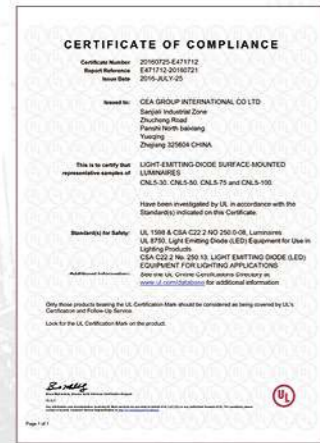 CERTIFICATE OF COMPLIANCE
Certificate Number 20160725-E471712
Report Reference E471712-20160721
Issue Date 2016-JULY-25
Issued to: CEA GROUP INTERNATIONAL CO LTD
Sanjiali Industrial Zone
Zhucheng Road
Panshi North baixiang
Yueqing
Zhejiang 325604 CHINA
This is to certify that LIGHT-EMITTING-DIODE SURFACE-MOUNTED
representative samples of LUMINAIRES
CNL5-30, CNL5-50, CNL5-75 and CNL5-100.
Have been investigated by UL in accordance with the
Standard(s) indicated on this Certificate.
Standard(s) for Safety: UL 1598 & CSA C22.2 NO 250.0-08, Luminaires
UL 8750, Light Emitting Diode (LED) Equipment for Use in
Lighting Products
CSA C22.2 No. 250.13, LIGHT EMITTING DIODE (LED)
EQUIPMENT FOR LIGHTING APPLICATIONS
Additional Information: See the UL Online Certifications Directory at
www.ul.com/database for additional information
Only those products bearing the UL Certification Mark should be considered as being covered by UL's
Certification and Follow-Up Service.
Look for the UL Certification Mark on the product.
UL
Page 1 of 1